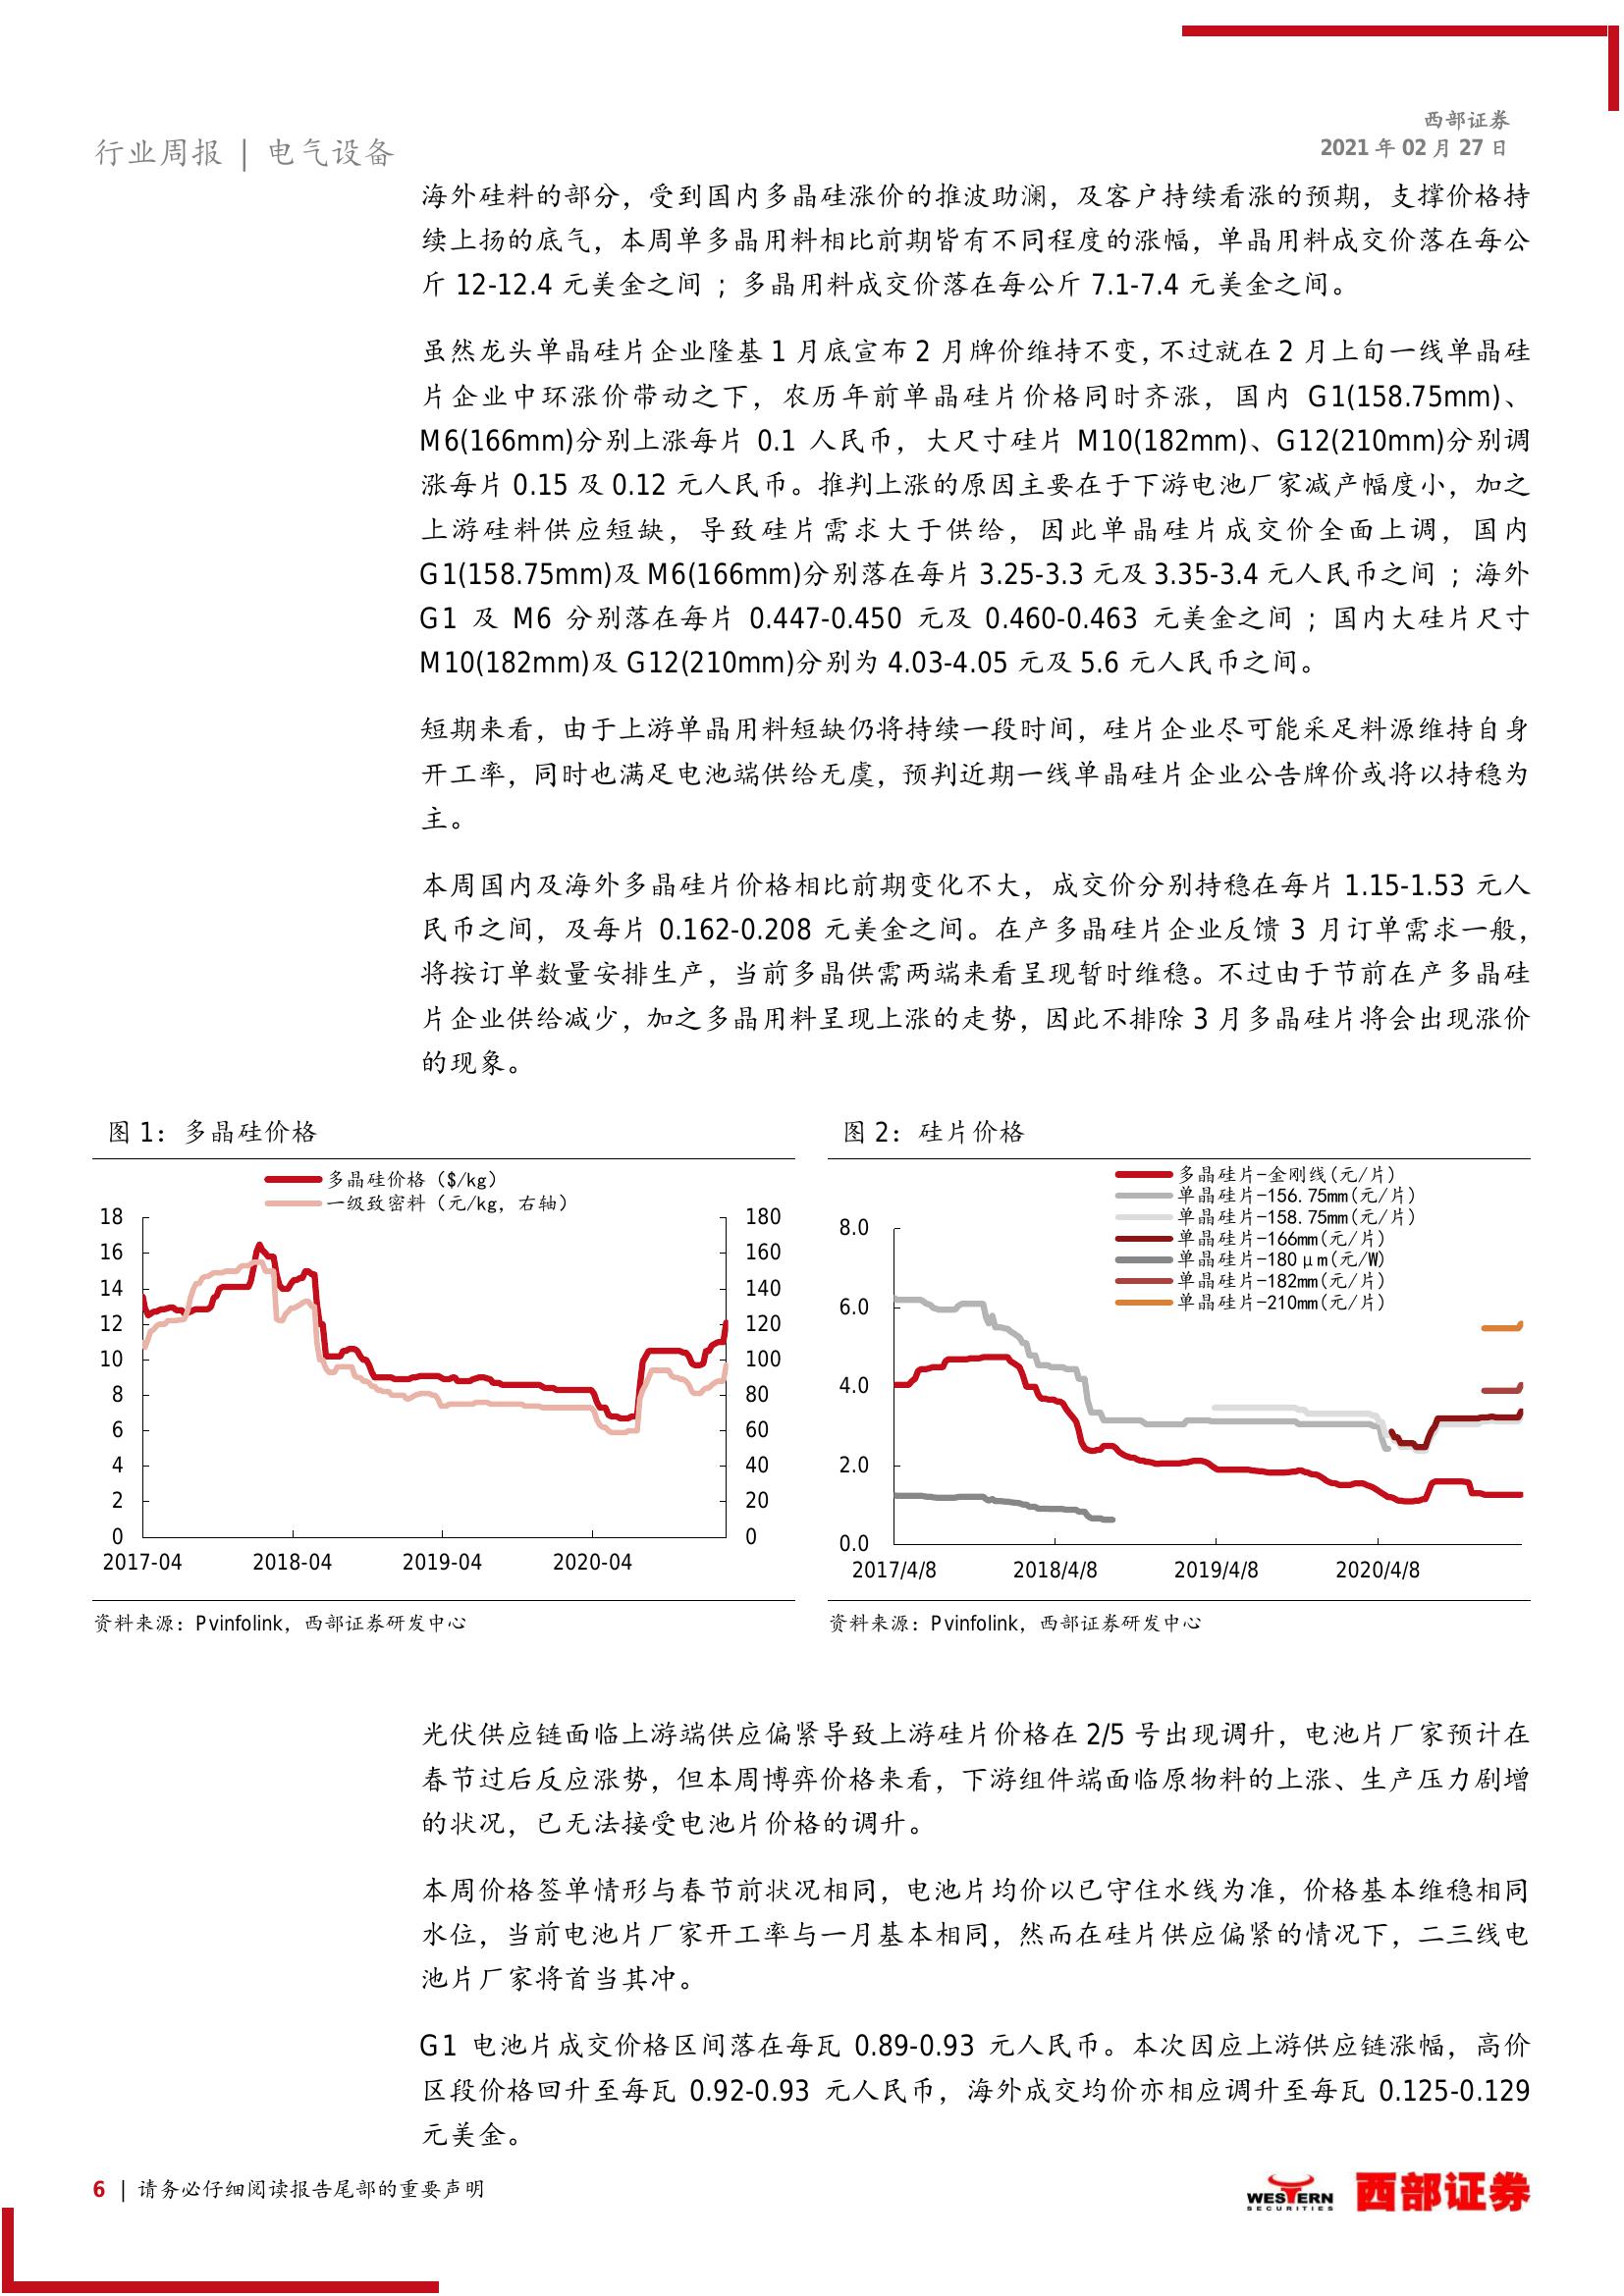 西部证券
2021 年 02 月 27 日
行业周报 | 电气设备
海外硅料的部分，受到国内多晶硅涨价的推波助澜，及客户持续看涨的预期，支撑价格持
续上扬的底气，本周单多晶用料相比前期皆有不同程度的涨幅，单晶用料成交价落在每公
斤 12-12.4 元美金之间 ；多晶用料成交价落在每公斤 7.1-7.4 元美金之间。
虽然龙头单晶硅片企业隆基 1 月底宣布 2 月牌价维持不变，不过就在 2 月上旬一线单晶硅
片企业中环涨价带动之下，农历年前单晶硅片价格同时齐涨，国内 G1(158.75mm)、
M6(166mm)分别上涨每片 0.1 人民币，大尺寸硅片 M10(182mm)、G12(210mm)分别调
涨每片 0.15 及 0.12 元人民币。推判上涨的原因主要在于下游电池厂家减产幅度小，加之
上游硅料供应短缺，导致硅片需求大于供给，因此单晶硅片成交价全面上调，国内
G1(158.75mm)及 M6(166mm)分别落在每片 3.25-3.3 元及 3.35-3.4 元人民币之间 ；海外
G1 及 M6 分别落在每片 0.447-0.450 元及 0.460-0.463 元美金之间 ；国内大硅片尺寸
M10(182mm)及 G12(210mm)分别为 4.03-4.05 元及 5.6 元人民币之间。
短期来看，由于上游单晶用料短缺仍将持续一段时间，硅片企业尽可能采足料源维持自身
开工率，同时也满足电池端供给无虞，预判近期一线单晶硅片企业公告牌价或将以持稳为
主。
本周国内及海外多晶硅片价格相比前期变化不大，成交价分别持稳在每片 1.15-1.53 元人
民币之间，及每片 0.162-0.208 元美金之间。在产多晶硅片企业反馈 3 月订单需求一般，
将按订单数量安排生产，当前多晶供需两端来看呈现暂时维稳。不过由于节前在产多晶硅
片企业供给减少，加之多晶用料呈现上涨的走势，因此不排除 3 月多晶硅片将会出现涨价
的现象。
图 1：多晶硅价格
多晶硅价格（$/kg）
一级致密料（元/kg，右轴）
18
16
14
12
10
8
6
4
2
0
180
160
140
120
100
80
60
40
20
0
2017-04
2018-04
2019-04
2020-04
资料来源：Pvinfolink，西部证券研发中心
图 2：硅片价格
多晶硅片-金刚线(元/片)
单晶硅片-156.75mm(元/片)
单晶硅片-158.75mm(元/片)
单晶硅片-166mm(元/片)
单晶硅片-180μm(元/W)
单晶硅片-182mm(元/片)
单晶硅片-210mm(元/片)
8.0
6.0
4.0
2.0
0.0
2017/4/8
2018/4/8
2019/4/8
2020/4/8
资料来源：Pvinfolink，西部证券研发中心
光伏供应链面临上游端供应偏紧导致上游硅片价格在 2/5 号出现调升，电池片厂家预计在
春节过后反应涨势，但本周博弈价格来看，下游组件端面临原物料的上涨、生产压力剧增
的状况，已无法接受电池片价格的调升。
本周价格签单情形与春节前状况相同，电池片均价以已守住水线为准，价格基本维稳相同
水位，当前电池片厂家开工率与一月基本相同，然而在硅片供应偏紧的情况下，二三线电
池片厂家将首当其冲。
G1 电池片成交价格区间落在每瓦 0.89-0.93 元人民币。本次因应上游供应链涨幅，高价
区段价格回升至每瓦 0.92-0.93 元人民币，海外成交均价亦相应调升至每瓦 0.125-0.129
元美金。
6 | 请务必仔细阅读报告尾部的重要声明
WESTERN
SECURITIES
西部证券